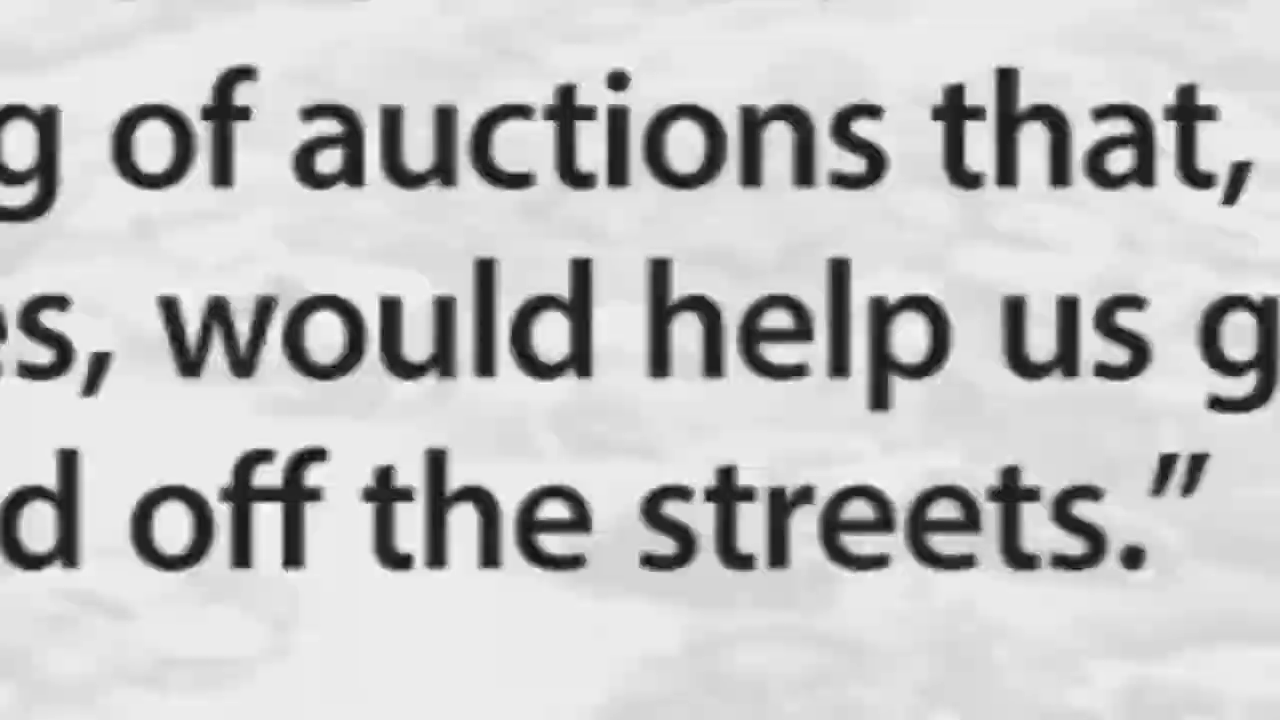 g of auctions that,
es, would help us g
d off the streets.”